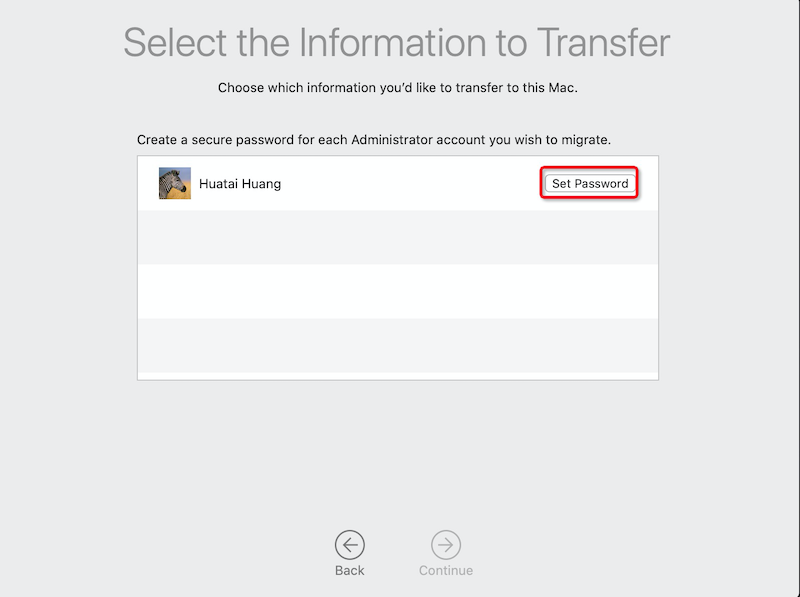 Select the Information to Transfer
Choose which information you'd like to transfer to this Mac.
Create a secure password for each Administrator account you wish to migrate.
Huatai Huang
Set Password
Back
Continue